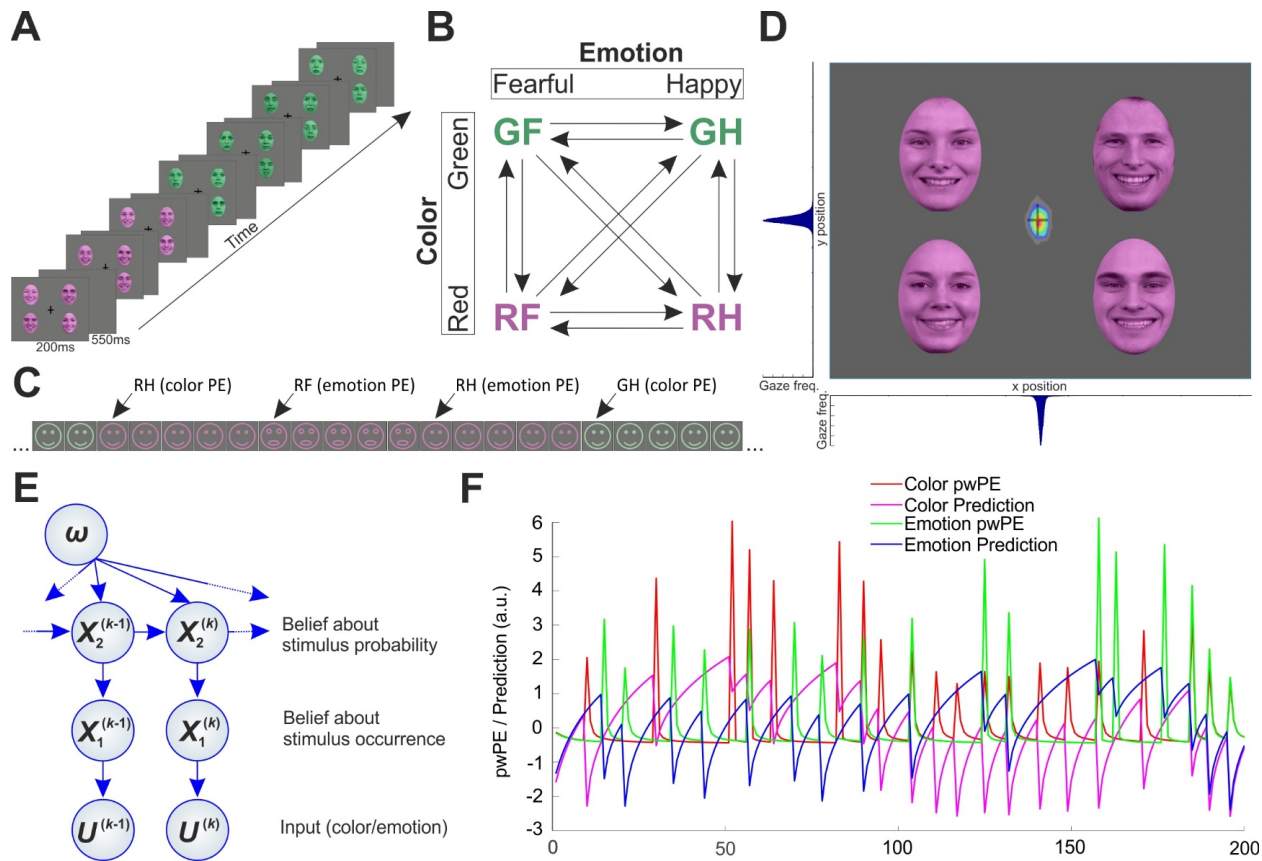 A
200ms
550ms
Time
B
Emotion
Fearful Happy
Color
Green
Red
GF GH
RF RH
C
RH (color PE) RF (emotion PE) RH (emotion PE) GH (color PE)
... ...
D
y position
Gaze freq.
x position
Gaze freq.
E
ω
X₂⁽ᵏ⁻¹⁾ X₂⁽ᵏ⁾ Belief about
stimulus probability
X₁⁽ᵏ⁻¹⁾ X₁⁽ᵏ⁾ Belief about
stimulus occurrence
U⁽ᵏ⁻¹⁾ U⁽ᵏ⁾ Input (color/emotion)
F
Color pwPE
Color Prediction
Emotion pwPE
Emotion Prediction
pwPE / Prediction (a.u.)
6
5
4
3
2
1
0
-1
-2
-3
0 50 100 150 200